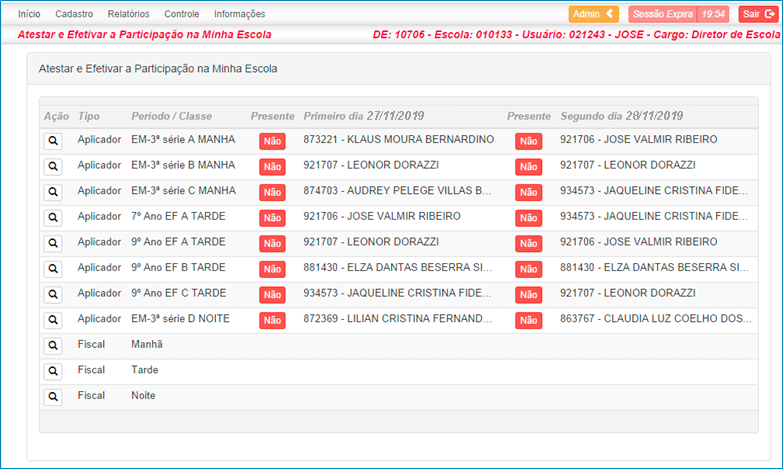 Início Cadastro Relatórios Controle Informações Admin Sessão Expira 19:54 Sair
Atestar e Efetivar a Participação na Minha Escola DE: 10706 - Escola: 010133 - Usuário: 021243 - JOSE - Cargo: Diretor de Escola
Atestar e Efetivar a Participação na Minha Escola
Ação Tipo Período / Classe Presente Primeiro dia 27/11/2019 Presente Segundo dia 28/11/2019
Aplicador EM-3ª série A MANHA Não 873221 - KLAUS MOURA BERNARDINO Não 921706 - JOSE VALMIR RIBEIRO
Aplicador EM-3ª série B MANHA Não 921707 - LEONOR DORAZZI Não 921707 - LEONOR DORAZZI
Aplicador EM-3ª série C MANHA Não 874703 - AUDREY PELEGE VILLAS B... Não 934573 - JAQUELINE CRISTINA FIDE...
Aplicador 7º Ano EF A TARDE Não 921706 - JOSE VALMIR RIBEIRO Não 934573 - JAQUELINE CRISTINA FIDE...
Aplicador 9º Ano EF A TARDE Não 921707 - LEONOR DORAZZI Não 921706 - JOSE VALMIR RIBEIRO
Aplicador 9º Ano EF B TARDE Não 881430 - ELZA DANTAS BESERRA SI... Não 881430 - ELZA DANTAS BESERRA SI...
Aplicador 9º Ano EF C TARDE Não 934573 - JAQUELINE CRISTINA FIDE... Não 921707 - LEONOR DORAZZI
Aplicador EM-3ª série D NOITE Não 872369 - LILIAN CRISTINA FERNAND... Não 863767 - CLAUDIA LUZ COELHO DOS...
Fiscal Manhã
Fiscal Tarde
Fiscal Noite